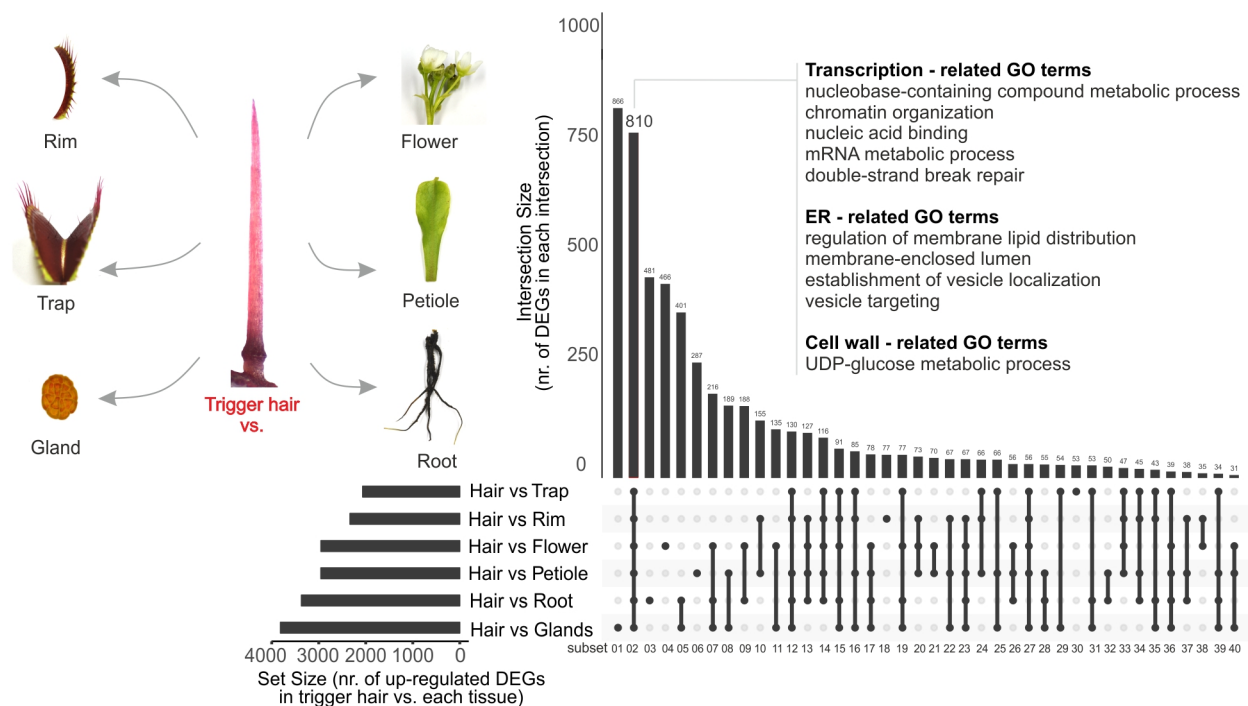 Rim
Trap
Gland
Trigger hair
vs.
Flower
Petiole
Root
Intersection Size
(nr. of DEGs in each intersection)
1000
750
500
250
0
866
810
481
466
401
287
216
189
188
155
135
130
127
116
91
85
78
77
77
73
70
67
67
66
66
56
56
55
54
53
53
50
47
45
43
39
38
35
34
31
Transcription - related GO terms
nucleobase-containing compound metabolic process
chromatin organization
nucleic acid binding
mRNA metabolic process
double-strand break repair
ER - related GO terms
regulation of membrane lipid distribution
membrane-enclosed lumen
establishment of vesicle localization
vesicle targeting
Cell wall - related GO terms
UDP-glucose metabolic process
Hair vs Trap
Hair vs Rim
Hair vs Flower
Hair vs Petiole
Hair vs Root
Hair vs Glands
subset 01 02 03 04 05 06 07 08 09 10 11 12 13 14 15 16 17 18 19 20 21 22 23 24 25 26 27 28 29 30 31 32 33 34 35 36 37 38 39 40
4000 3000 2000 1000 0
Set Size (nr. of up-regulated DEGs
in trigger hair vs. each tissue)